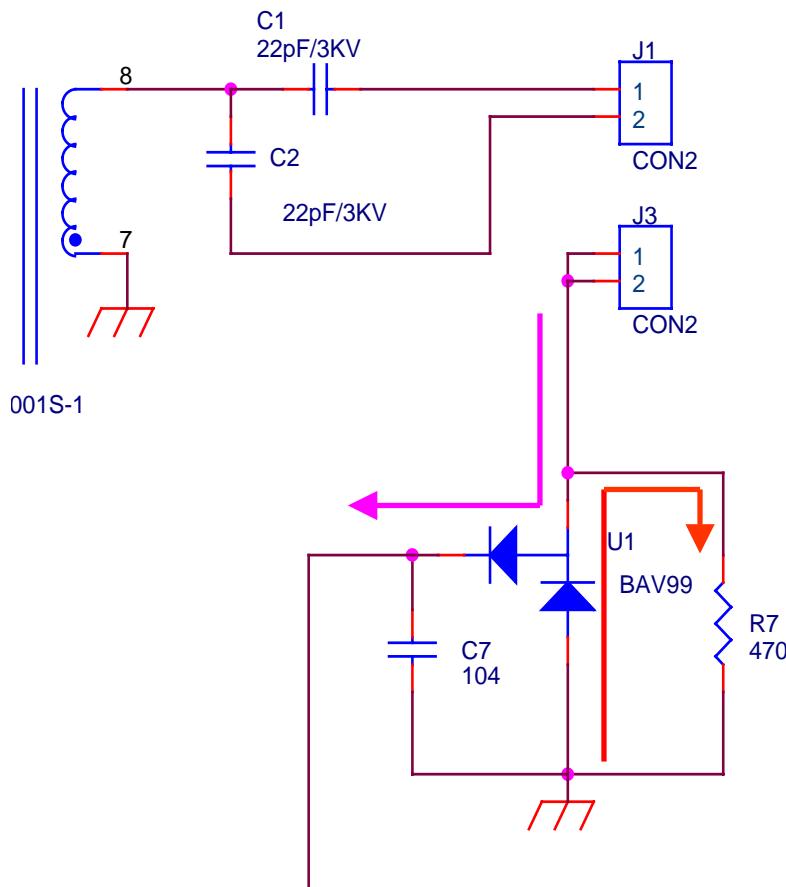 C1
22pF/3KV
8
J1
1
2
CON2
C2
22pF/3KV
7
J3
1
2
CON2
001S-1
U1
BAV99
R7
470
C7
104